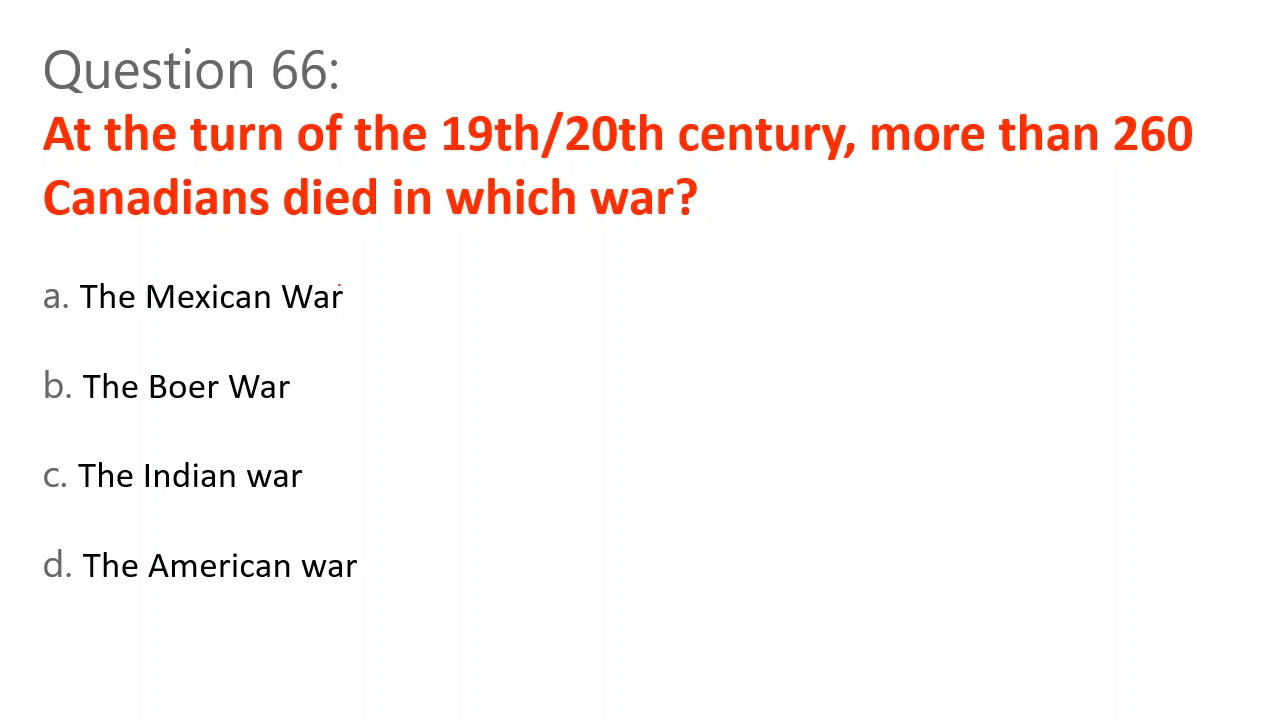 Question 66:
At the turn of the 19th/20th century, more than 260
Canadians died in which war?
a. The Mexican War
b. The Boer War
c. The Indian war
d. The American war